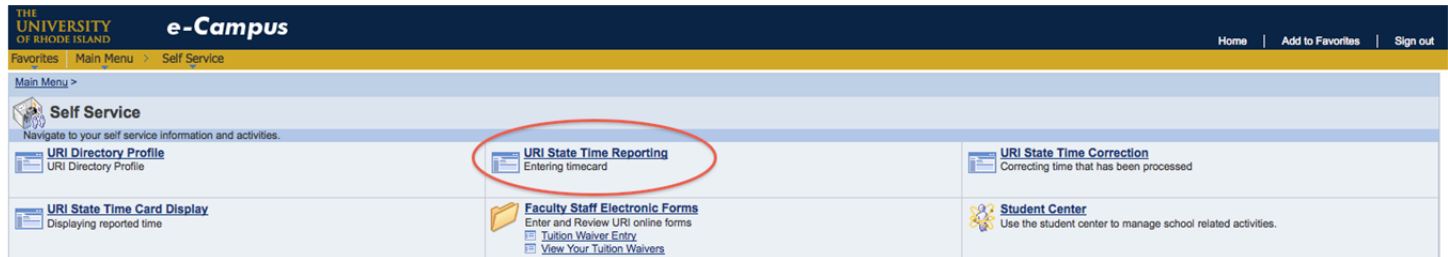 THE
UNIVERSITY
OF RHODE ISLAND
e-Campus
Home | Add to Favorites | Sign out
Favorites | Main Menu > Self Service
Main Menu >
Self Service
Navigate to your self service information and activities.
URI Directory Profile
URI Directory Profile
URI State Time Reporting
Entering timecard
URI State Time Correction
Correcting time that has been processed
URI State Time Card Display
Displaying reported time
Faculty Staff Electronic Forms
Enter and Review URI online forms
Tuition Waiver Entry
View Your Tuition Waivers
Student Center
Use the student center to manage school related activities.